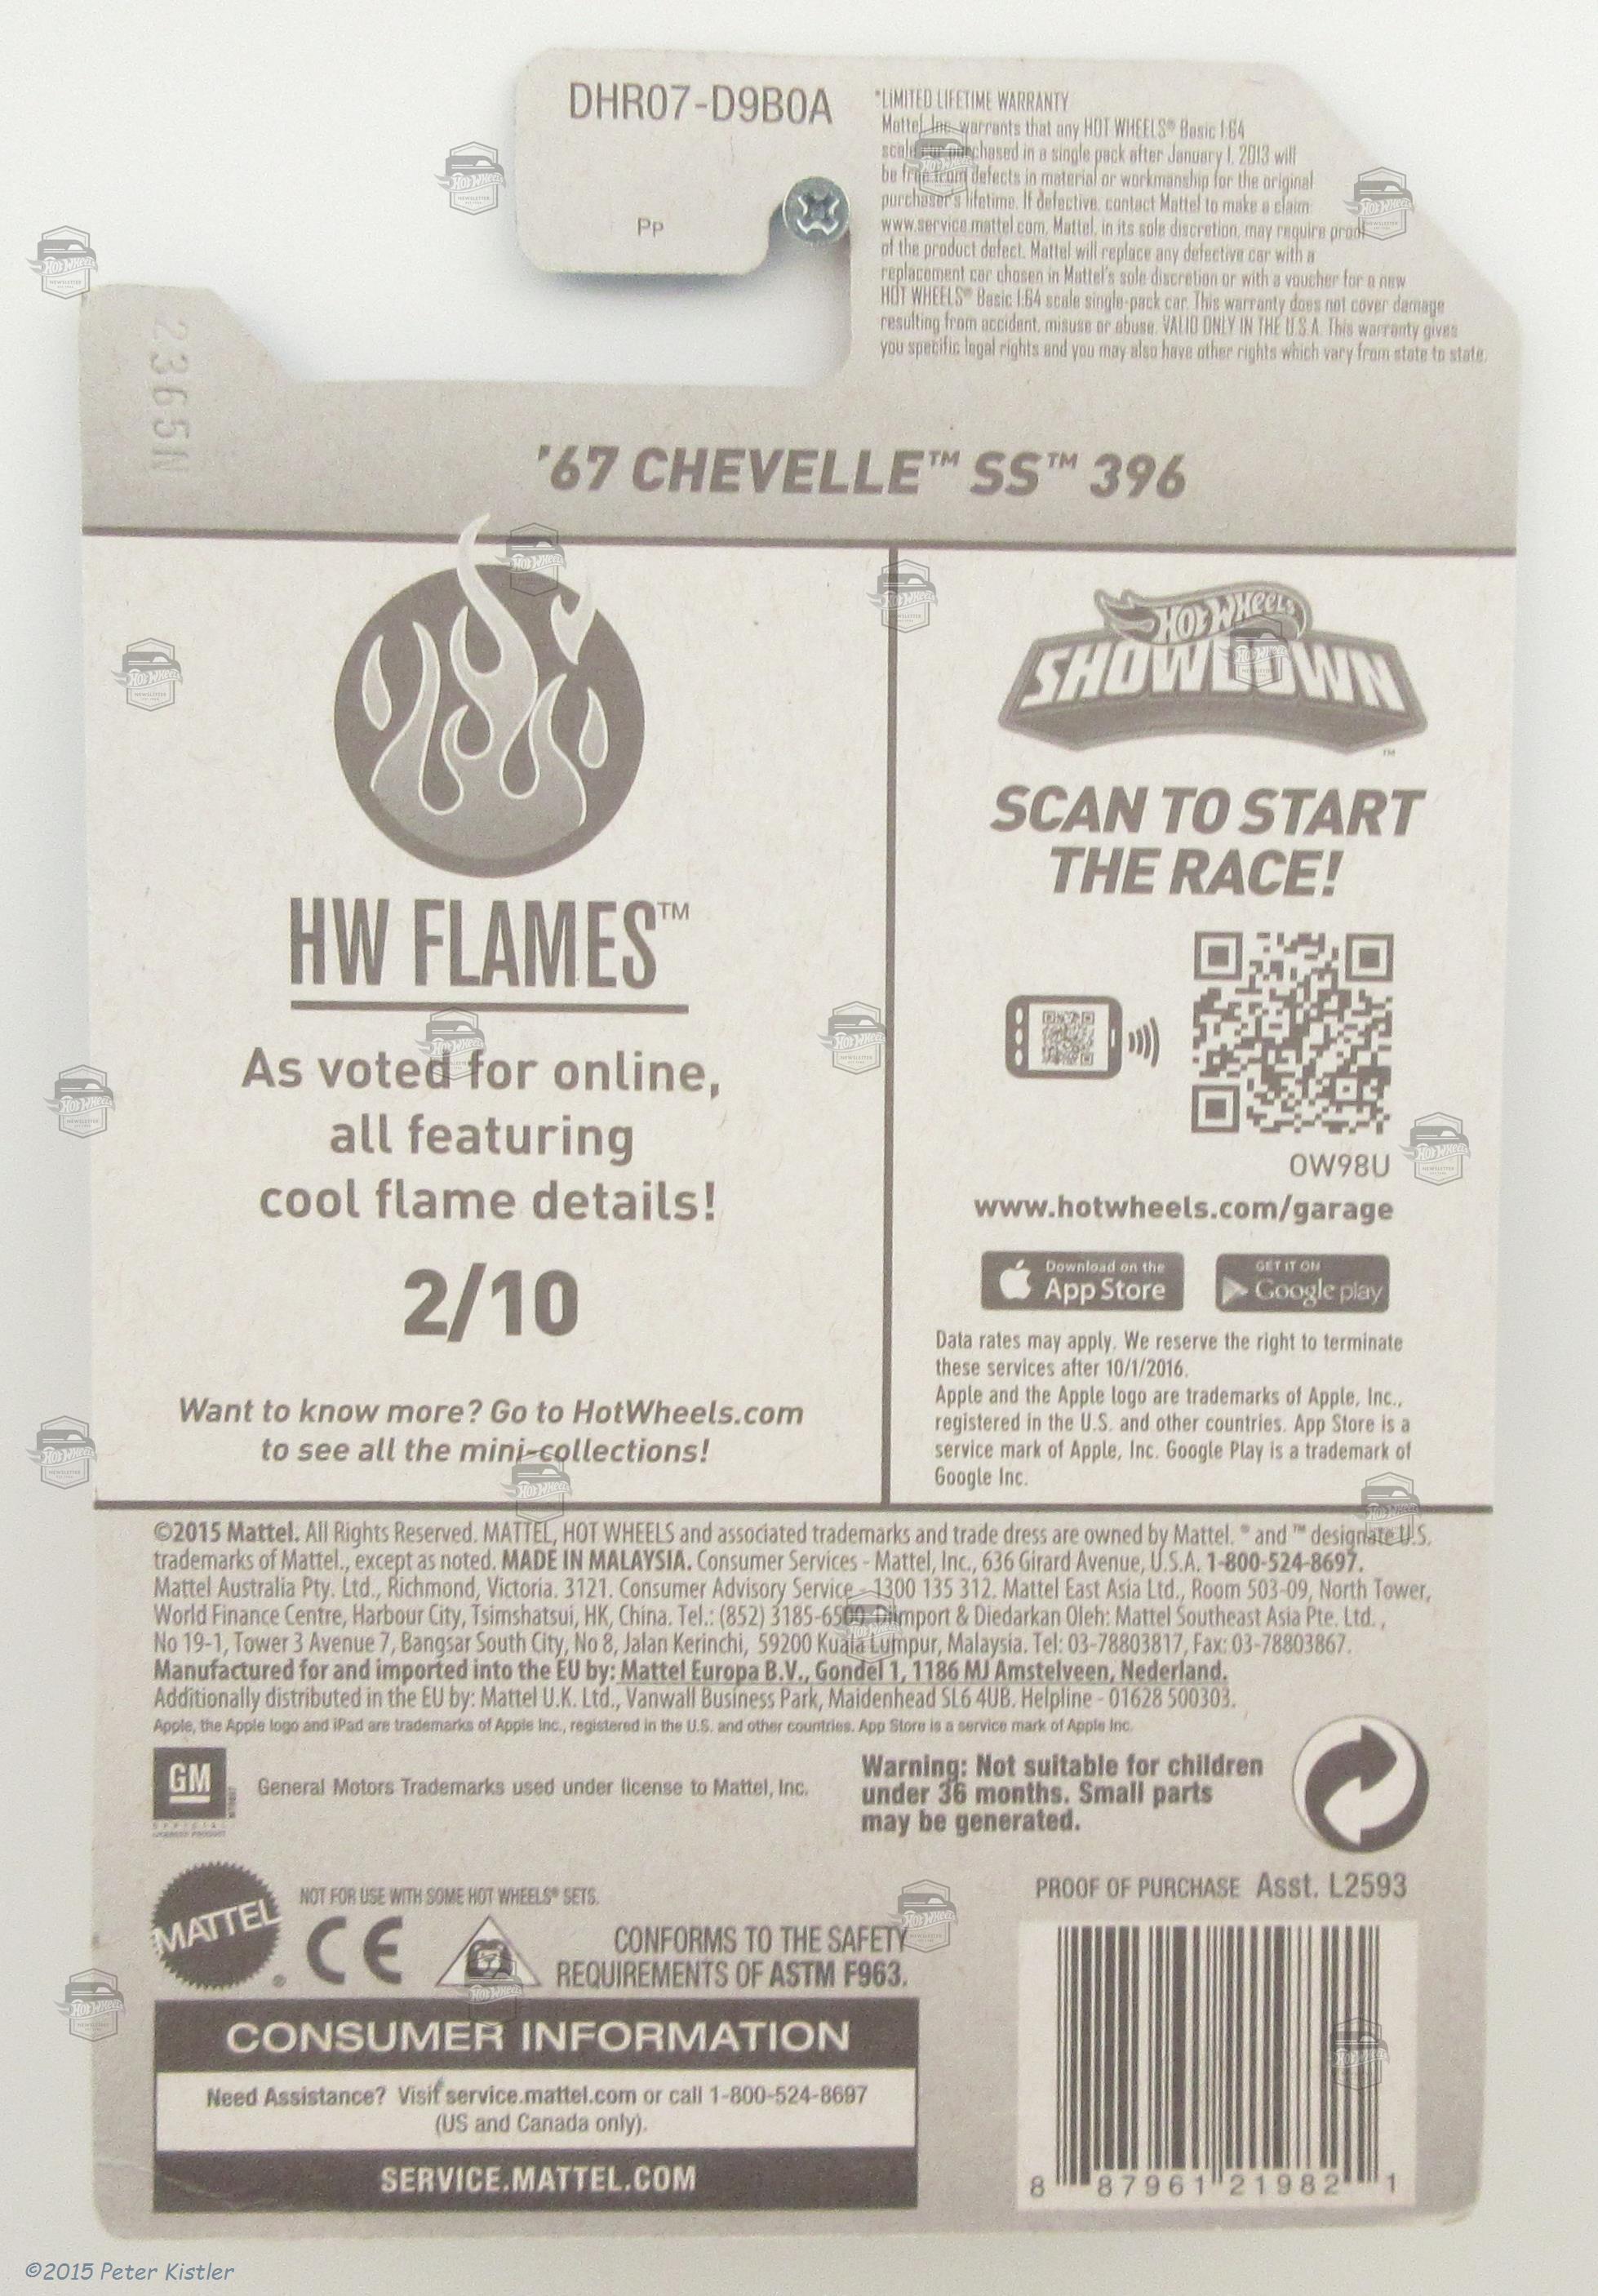 DHR07-D9B0A
Pp
*LIMITED LIFETIME WARRANTY
Mattel, Inc. warrants that any HOT WHEELS® Basic 1:64
scale car purchased in a single pack after January 1, 2013 will
be free from defects in material or workmanship for the original
purchaser's lifetime. If defective, contact Mattel to make a claim:
www.service.mattel.com. Mattel, in its sole discretion, may require proof
of the product defect. Mattel will replace any defective car with a
replacement car chosen in Mattel's sole discretion or with a voucher for a new
HOT WHEELS® Basic 1:64 scale single-pack car. This warranty does not cover damage
resulting from accident, misuse or abuse. VALID ONLY IN THE U.S.A. This warranty gives
you specific legal rights and you may also have other rights which vary from state to state.
2365N
'67 CHEVELLE™ SS™ 396
HW FLAMES™
As voted for online,
all featuring
cool flame details!
2/10
Want to know more? Go to HotWheels.com
to see all the mini-collections!
HOT WHEELS
SHOWDOWN™
SCAN TO START
THE RACE!
0W98U
www.hotwheels.com/garage
Download on the
App Store
GET IT ON
Google play
Data rates may apply. We reserve the right to terminate
these services after 10/1/2016.
Apple and the Apple logo are trademarks of Apple, Inc.,
registered in the U.S. and other countries. App Store is a
service mark of Apple, Inc. Google Play is a trademark of
Google Inc.
©2015 Mattel. All Rights Reserved. MATTEL, HOT WHEELS and associated trademarks and trade dress are owned by Mattel. ® and ™ designate U.S.
trademarks of Mattel., except as noted. MADE IN MALAYSIA. Consumer Services - Mattel, Inc., 636 Girard Avenue, U.S.A. 1-800-524-8697.
Mattel Australia Pty. Ltd., Richmond, Victoria. 3121. Consumer Advisory Service - 1300 135 312. Mattel East Asia Ltd., Room 503-09, North Tower,
World Finance Centre, Harbour City, Tsimshatsui, HK, China. Tel.: (852) 3185-6500. Diimport & Diedarkan Oleh: Mattel Southeast Asia Pte. Ltd.,
No 19-1, Tower 3 Avenue 7, Bangsar South City, No 8, Jalan Kerinchi, 59200 Kuala Lumpur, Malaysia. Tel: 03-78803817, Fax: 03-78803867.
Manufactured for and imported into the EU by: Mattel Europa B.V., Gondel 1, 1186 MJ Amstelveen, Nederland.
Additionally distributed in the EU by: Mattel U.K. Ltd., Vanwall Business Park, Maidenhead SL6 4UB. Helpline - 01628 500303.
Apple, the Apple logo and iPad are trademarks of Apple Inc., registered in the U.S. and other countries. App Store is a service mark of Apple Inc.
GM
General Motors Trademarks used under license to Mattel, Inc.
Warning: Not suitable for children
under 36 months. Small parts
may be generated.
MATTEL®
NOT FOR USE WITH SOME HOT WHEELS® SETS.
CE
CONFORMS TO THE SAFETY
REQUIREMENTS OF ASTM F963.
PROOF OF PURCHASE Asst. L2593
CONSUMER INFORMATION
Need Assistance? Visit service.mattel.com or call 1-800-524-8697
(US and Canada only).
SERVICE.MATTEL.COM
8 87961 21982 1
©2015 Peter Kistler